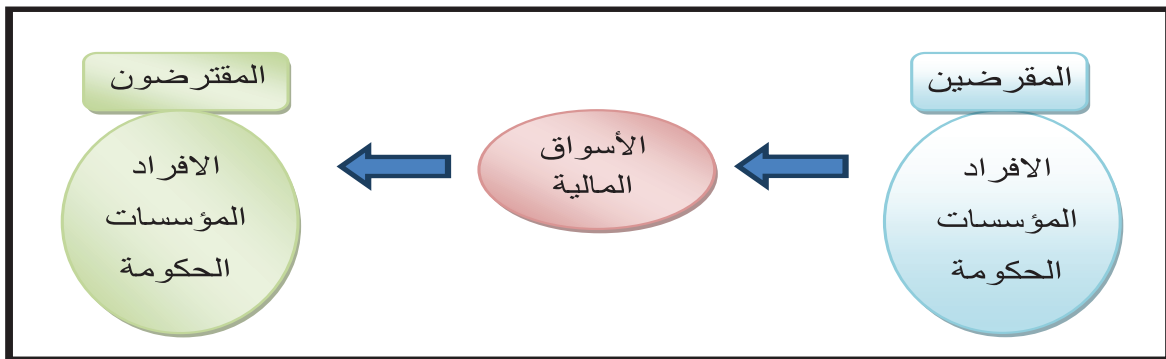 المقرضين
الافراد
المؤسسات
الحكومة
الأسواق
المالية
المقترضون
الافراد
المؤسسات
الحكومة